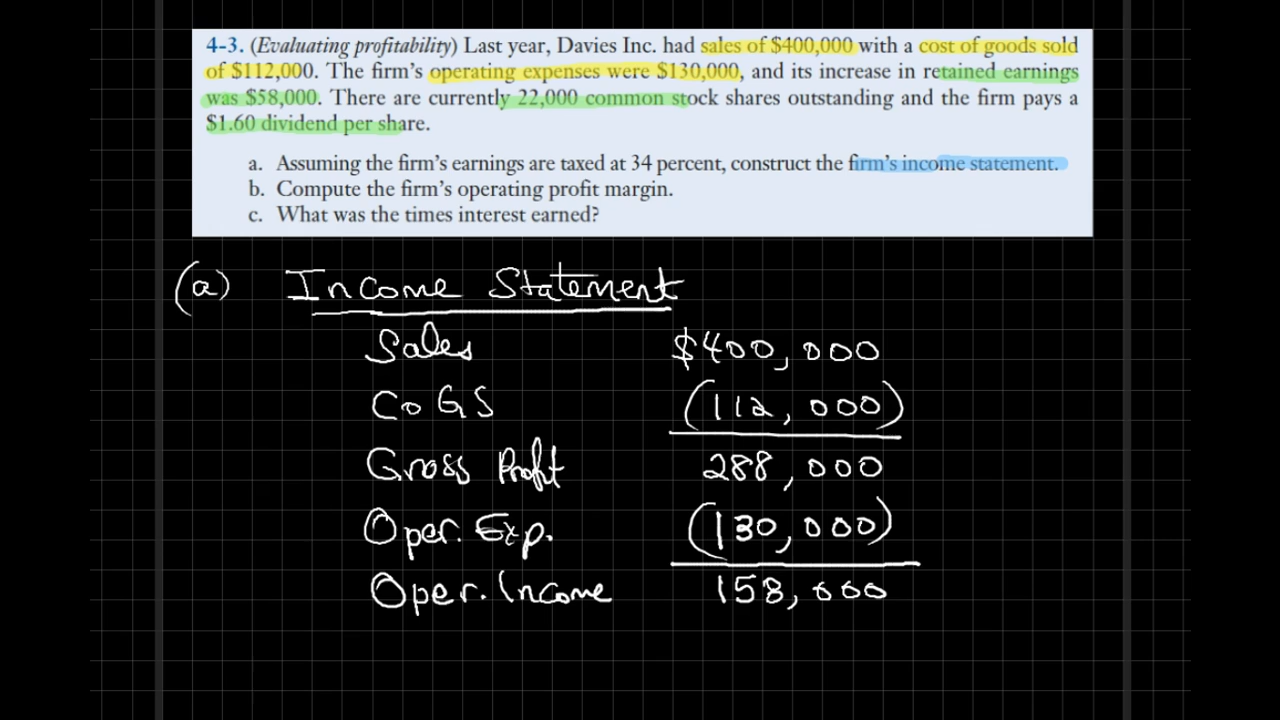 4-3. (Evaluating profitability) Last year, Davies Inc. had sales of $400,000 with a cost of goods sold
of $112,000. The firm's operating expenses were $130,000, and its increase in retained earnings
was $58,000. There are currently 22,000 common stock shares outstanding and the firm pays a
$1.60 dividend per share.
a. Assuming the firm's earnings are taxed at 34 percent, construct the firm's income statement.
b. Compute the firm's operating profit margin.
c. What was the times interest earned?
(a) Income Statement
Sales $400,000
CoGS (112,000)
Gross Profit 288,000
Oper. Exp. (130,000)
Oper. Income 158,000